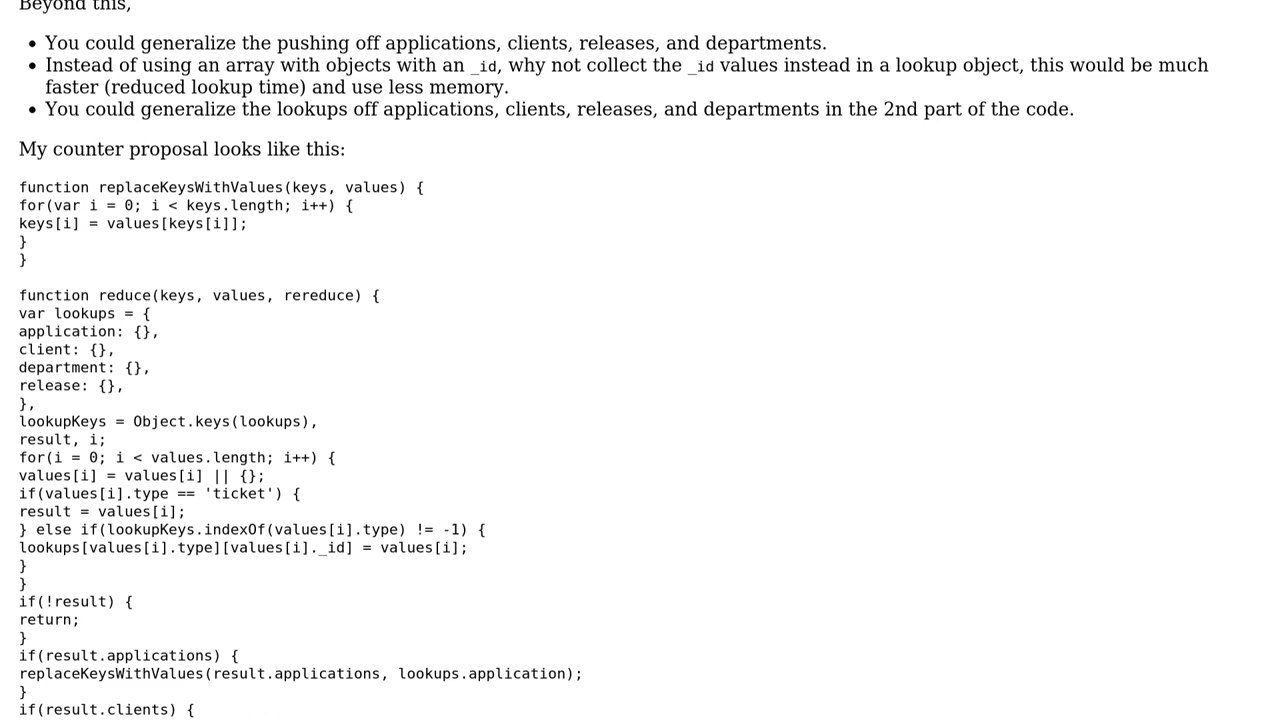 Beyond this,
• You could generalize the pushing off applications, clients, releases, and departments.
• Instead of using an array with objects with an _id, why not collect the _id values instead in a lookup object, this would be much
faster (reduced lookup time) and use less memory.
• You could generalize the lookups off applications, clients, releases, and departments in the 2nd part of the code.
My counter proposal looks like this:
function replaceKeysWithValues(keys, values) {
for(var i = 0; i < keys.length; i++) {
keys[i] = values[keys[i]];
}
}
function reduce(keys, values, rereduce) {
var lookups = {
application: {},
client: {},
department: {},
release: {},
},
lookupKeys = Object.keys(lookups),
result, i;
for(i = 0; i < values.length; i++) {
values[i] = values[i] || {};
if(values[i].type == 'ticket') {
result = values[i];
} else if(lookupKeys.indexOf(values[i].type) != -1) {
lookups[values[i].type][values[i]._id] = values[i];
}
}
if(!result) {
return;
}
if(result.applications) {
replaceKeysWithValues(result.applications, lookups.application);
}
if(result.clients) {